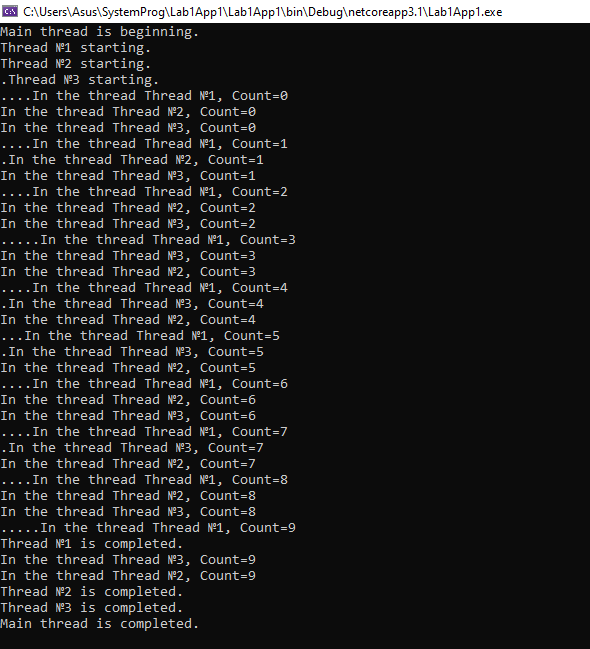 C:\Users\Asus\SystemProg\Lab1App1\Lab1App1\bin\Debug\netcoreapp3.1\Lab1App1.exe
Main thread is beginning.
Thread №1 starting.
Thread №2 starting.
.Thread №3 starting.
....In the thread Thread №1, Count=0
In the thread Thread №2, Count=0
In the thread Thread №3, Count=0
....In the thread Thread №1, Count=1
.In the thread Thread №2, Count=1
In the thread Thread №3, Count=1
....In the thread Thread №1, Count=2
In the thread Thread №2, Count=2
In the thread Thread №3, Count=2
.....In the thread Thread №1, Count=3
In the thread Thread №3, Count=3
In the thread Thread №2, Count=3
....In the thread Thread №1, Count=4
.In the thread Thread №3, Count=4
In the thread Thread №2, Count=4
...In the thread Thread №1, Count=5
.In the thread Thread №3, Count=5
In the thread Thread №2, Count=5
....In the thread Thread №1, Count=6
In the thread Thread №2, Count=6
In the thread Thread №3, Count=6
....In the thread Thread №1, Count=7
.In the thread Thread №3, Count=7
In the thread Thread №2, Count=7
....In the thread Thread №1, Count=8
In the thread Thread №2, Count=8
In the thread Thread №3, Count=8
.....In the thread Thread №1, Count=9
Thread №1 is completed.
In the thread Thread №3, Count=9
In the thread Thread №2, Count=9
Thread №2 is completed.
Thread №3 is completed.
Main thread is completed.